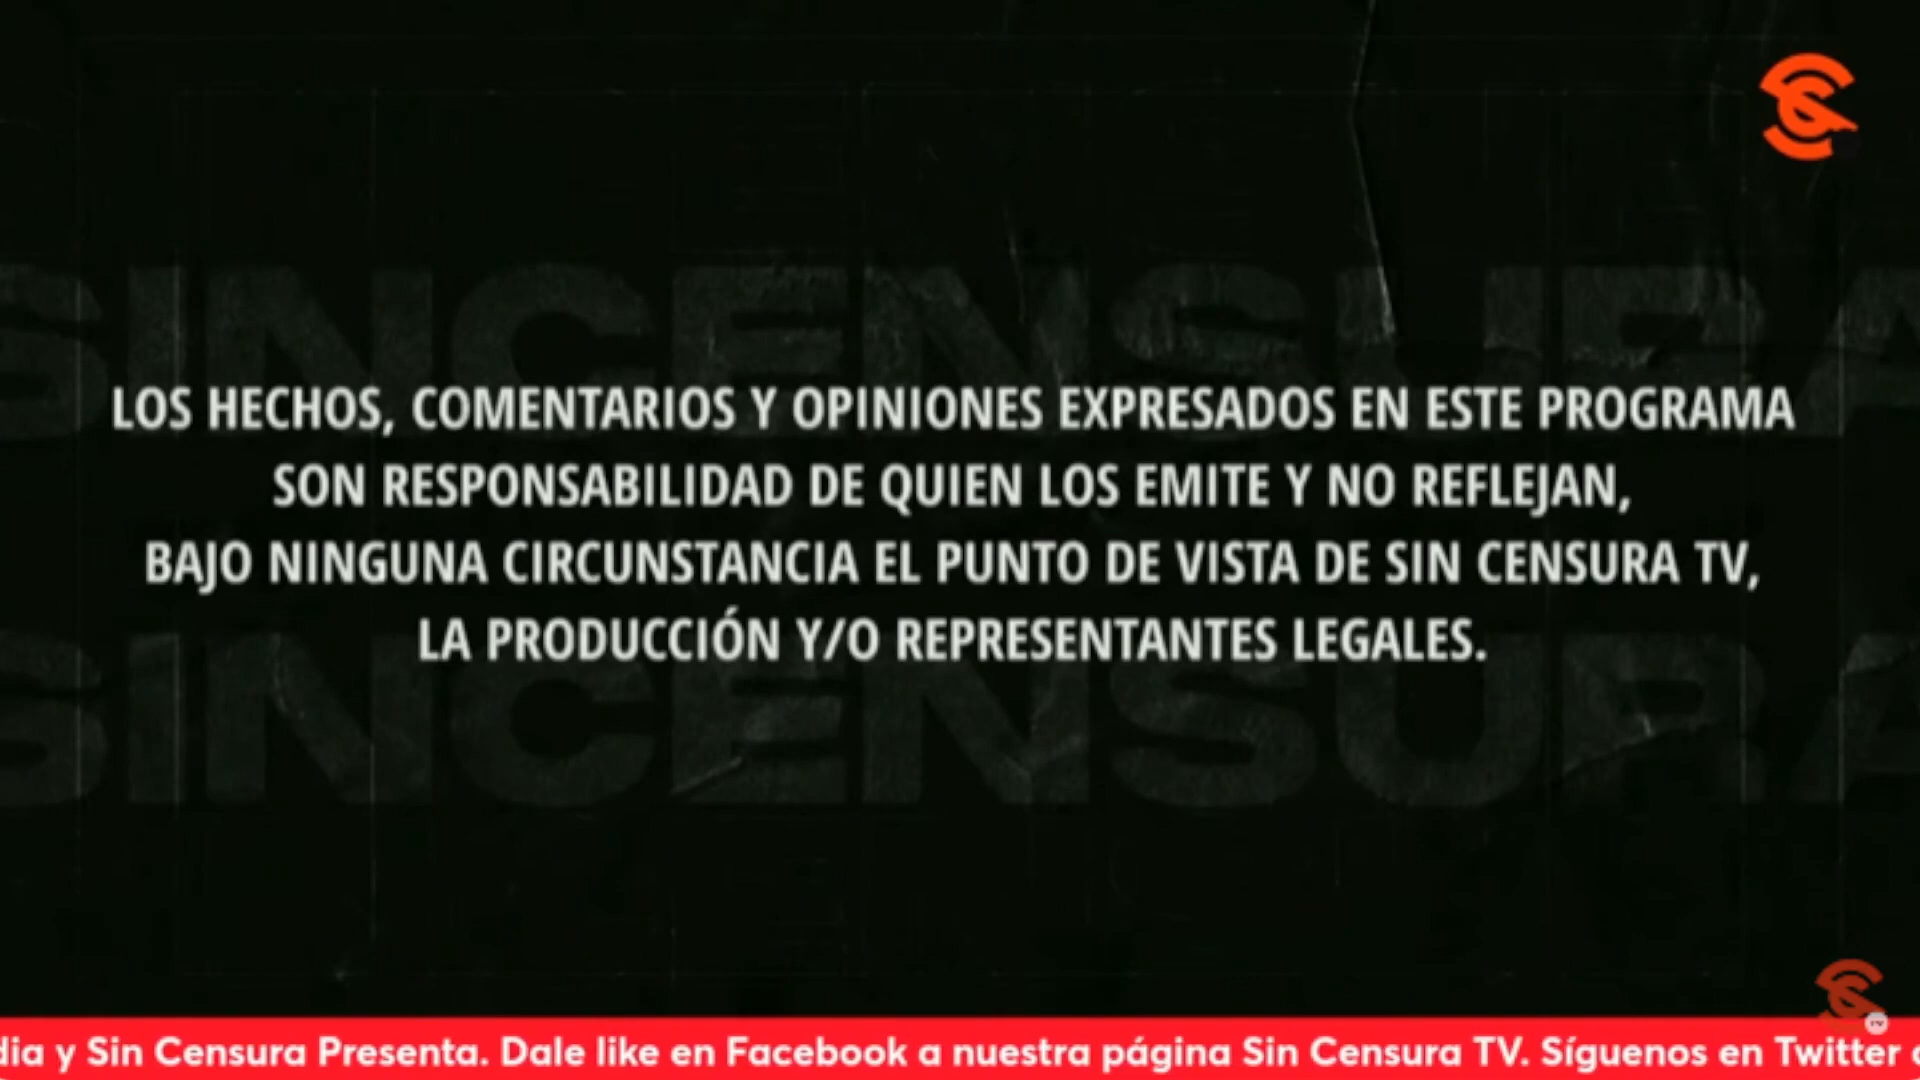 SINCENSURA
LOS HECHOS, COMENTARIOS Y OPINIONES EXPRESADOS EN ESTE PROGRAMA
SON RESPONSABILIDAD DE QUIEN LOS EMITE Y NO REFLEJAN,
BAJO NINGUNA CIRCUNSTANCIA EL PUNTO DE VISTA DE SIN CENSURA TV,
LA PRODUCCIÓN Y/O REPRESENTANTES LEGALES.
SINCENSURA
dia y Sin Censura Presenta. Dale like en Facebook a nuestra página Sin Censura TV. Síguenos en Twitter